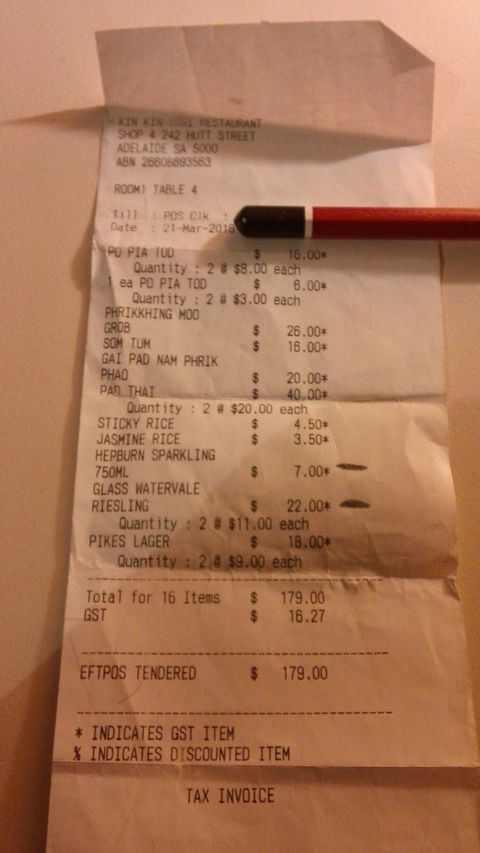 KIN KIN THAI RESTAURANT
SHOP 4 242 HUTT STREET
ADELAIDE SA 5000
ABN 26608893563
ROOM1 TABLE 4
Till : POS Clk :
Date : 21-Mar-2018
PO PIA TOD $ 16.00*
Quantity : 2 @ $8.00 each
1 ea PO PIA TOD $ 6.00*
Quantity : 2 @ $3.00 each
PHRIKKHING MOO
GROB $ 26.00*
SOM TUM $ 16.00*
GAI PAD NAM PHRIK
PHAO $ 20.00*
PAD THAI $ 40.00*
Quantity : 2 @ $20.00 each
STICKY RICE $ 4.50*
JASMINE RICE $ 3.50*
HEPBURN SPARKLING
750ML $ 7.00*
GLASS WATERVALE
RIESLING $ 22.00*
Quantity : 2 @ $11.00 each
PIKES LAGER $ 18.00*
Quantity : 2 @ $9.00 each
Total for 16 Items $ 179.00
GST $ 16.27
EFTPOS TENDERED $ 179.00
* INDICATES GST ITEM
% INDICATES DISCOUNTED ITEM
TAX INVOICE